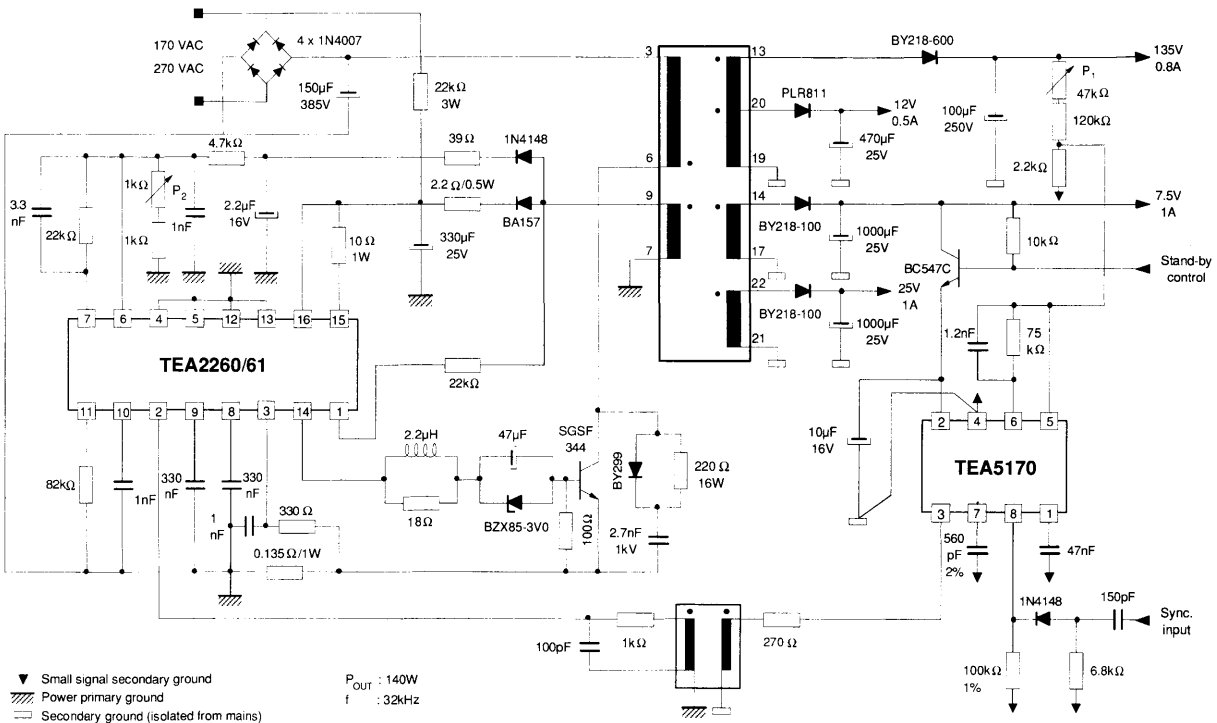 170 VAC
270 VAC
4 x 1N4007
150µF
385V
22kΩ
3W
4.7kΩ
39Ω
1N4148
2.2Ω/0.5W
BA157
3.3
nF
22kΩ
1kΩ
P2
1kΩ
1nF
2.2µF
16V
10Ω
1W
330µF
25V
7
6
4
5
12
13
16
15
TEA2260/61
11
10
2
9
8
3
14
1
22kΩ
82kΩ
1nF
330
nF
330
nF
1
nF
330Ω
0.135Ω/1W
2.2µH
18Ω
47µF
BZX85-3V0
SGSF
344
100Ω
BY299
220Ω
16W
2.7nF
1kV
3
6
9
7
13
20
19
14
17
22
21
BY218-600
135V
0.8A
PLR811
12V
0.5A
470µF
25V
100µF
250V
P1
47kΩ
120kΩ
2.2kΩ
7.5V
1A
BY218-100
1000µF
25V
10kΩ
BC547C
Stand-by
control
25V
1A
BY218-100
1000µF
25V
1.2nF
75
kΩ
10µF
16V
2
4
6
5
TEA5170
3
7
8
1
560
pF
2%
47nF
1N4148
150pF
Sync.
input
100kΩ
1%
6.8kΩ
100pF
1kΩ
270Ω
Small signal secondary ground
Power primary ground
Secondary ground (isolated from mains)
POUT : 140W
f : 32kHz